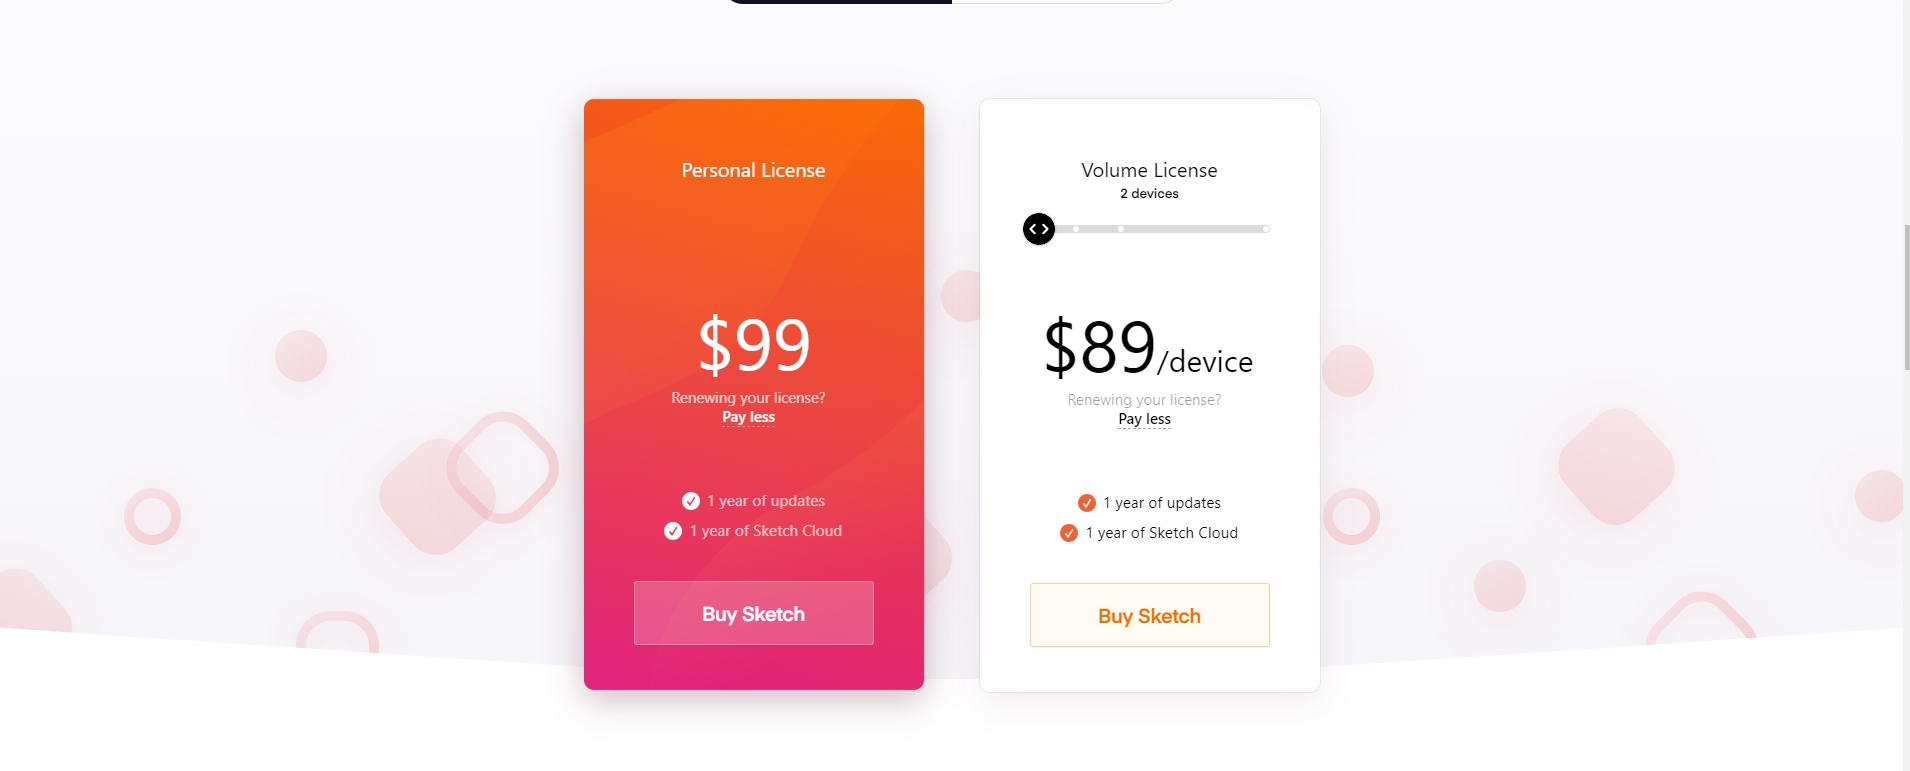 Personal License
$99
Renewing your license?
Pay less
1 year of updates
1 year of Sketch Cloud
Buy Sketch
Volume License
2 devices
$89/device
Renewing your license?
Pay less
1 year of updates
1 year of Sketch Cloud
Buy Sketch